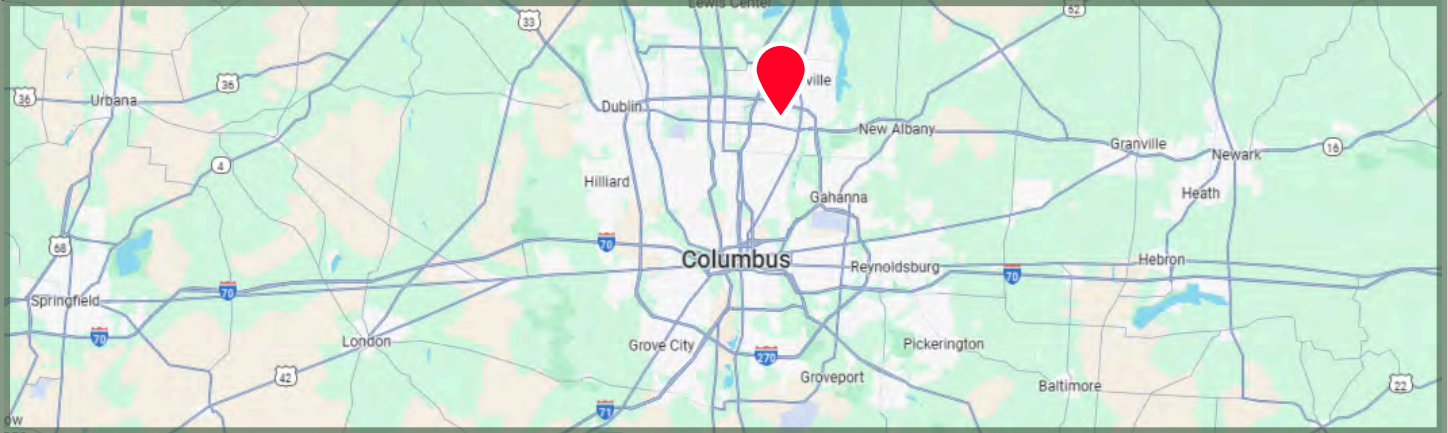 Lewis Center
62
33
ville
36
36
Urbana
Dublin
New Albany
Granville
16
Newark
4
Hilliard
Heath
Gahanna
68
70
Columbus
Hebron
Reynoldsburg
70
70
Springfield
70
London
Grove City
Pickerington
270
42
Groveport
Baltimore
22
71
ow